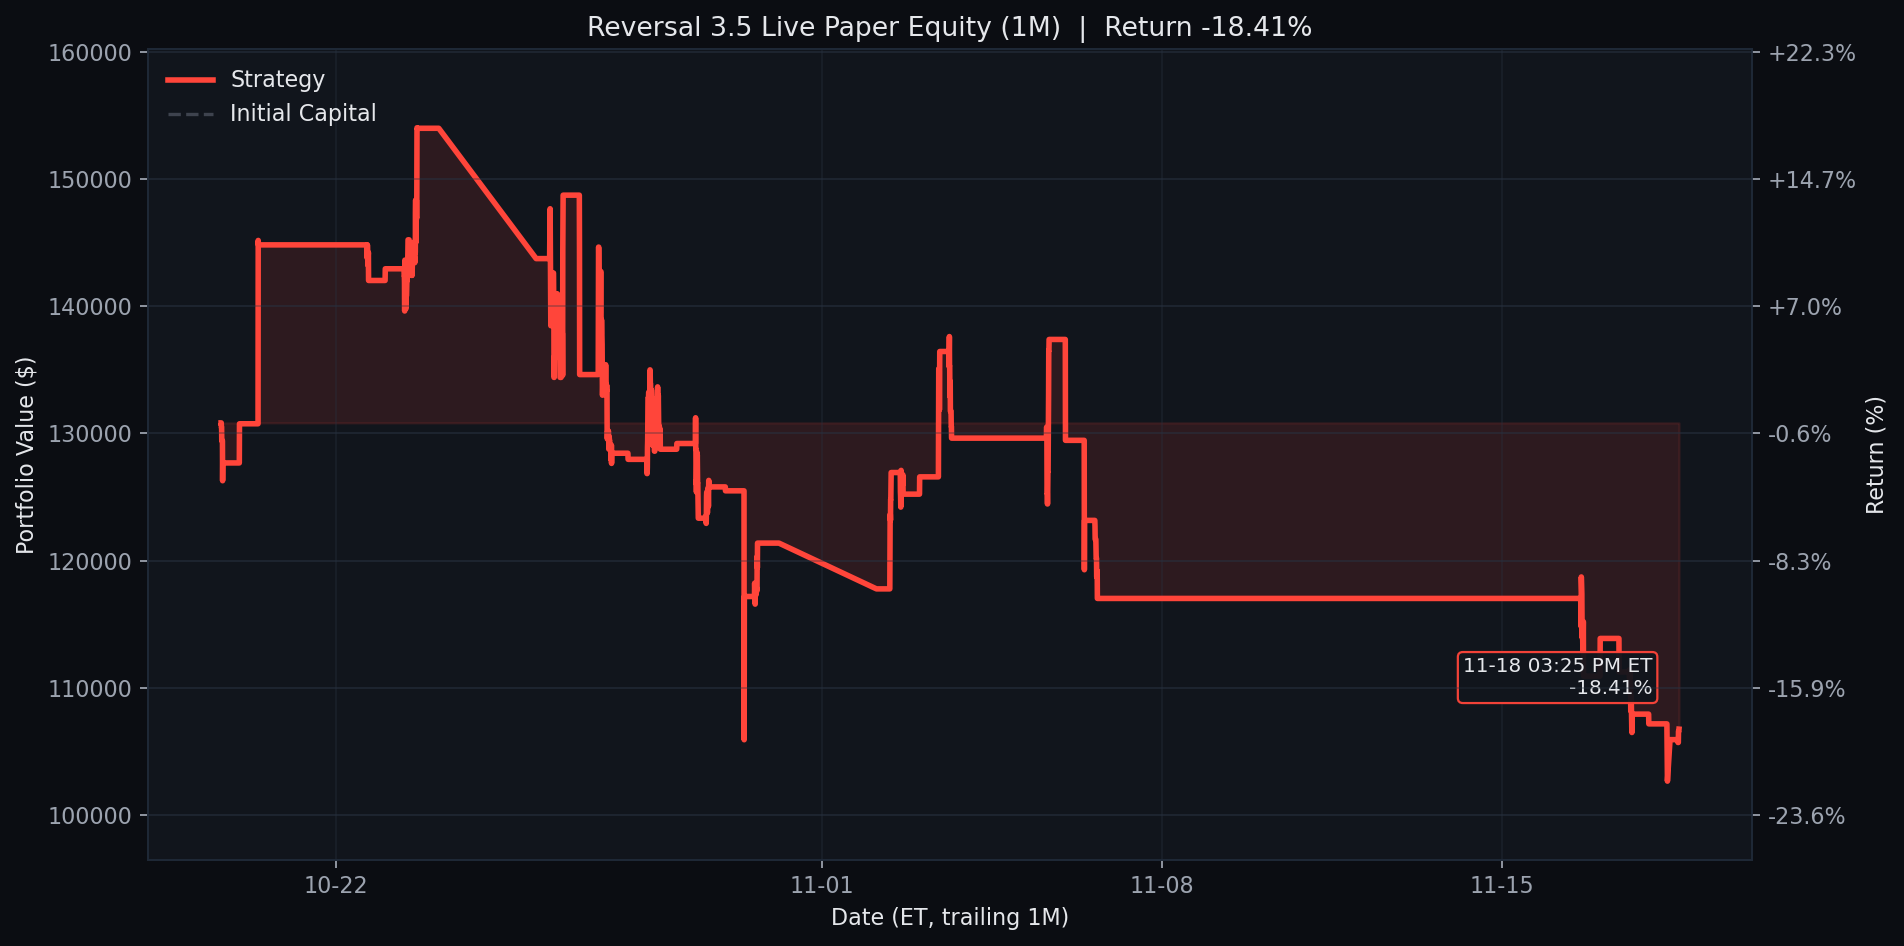 Reversal 3.5 Live Paper Equity (1M)  |  Return -18.41%
Strategy
Initial Capital
Portfolio Value ($)
160000
150000
140000
130000
120000
110000
100000
+22.3%
+14.7%
+7.0%
-0.6%
-8.3%
-15.9%
-23.6%
Return (%)
11-18 03:25 PM ET
-18.41%
10-22
11-01
11-08
11-15
Date (ET, trailing 1M)